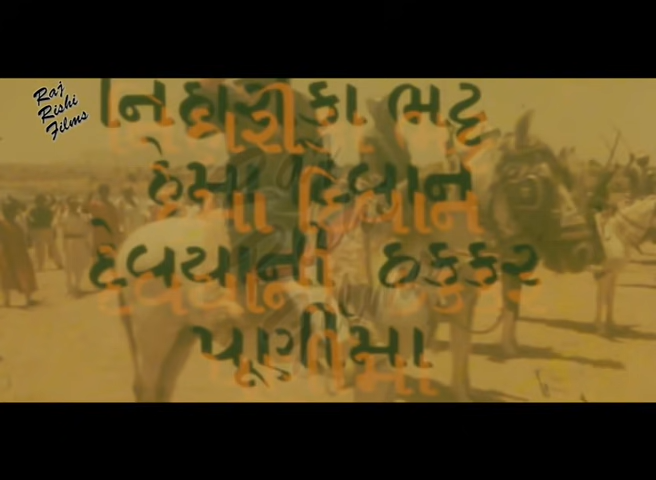 Raj
Rishi
Films
નિહારીકા ભટ્ટ
હેમા દિવાન
દેવયાની ઠક્કર
પૂર્ણીમા